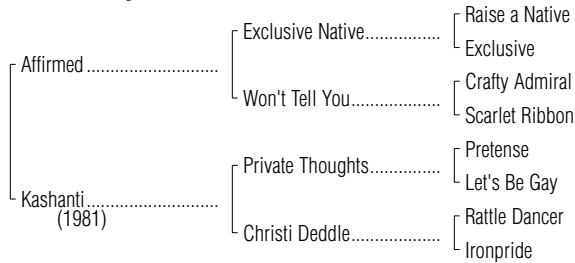 Raise a Native
Exclusive Native.................
Exclusive
Affirmed ...........................
Crafty Admiral
Won't Tell You....................
Scarlet Ribbon
Pretense
Private Thoughts................
Let's Be Gay
Kashanti...........................
(1981)
Rattle Dancer
Christi Deddle....................
Ironpride